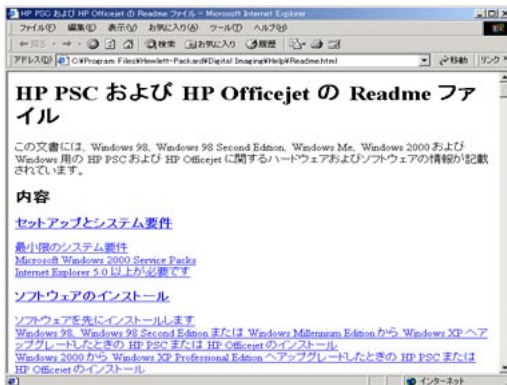 HP PSC および HP Officejet の Readme ファイル - Microsoft Internet Explorer
ファイル(F) 編集(E) 表示(V) お気に入り(A) ツール(T) ヘルプ(H)
戻る 検索 お気に入り 履歴
アドレス(D) C:\Program Files\Hewlett-Packard\Digital Imaging\Help\Readme.html 移動 リンク
HP PSC および HP Officejet の Readme ファ
イル
この文書には、Windows 98、Windows 98 Second Edition、Windows Me、Windows 2000 および
Windows 用の HP PSC および HP Officejet に関するハードウェアおよびソフトウェアの情報が記載
されています。
内容
セットアップとシステム要件
最小限のシステム要件
Microsoft Windows 2000 Service Packs
Internet Explorer 5.0 以上が必要です
ソフトウェアのインストール
ソフトウェアを先にインストールします
Windows 98、Windows 98 Second Edition または Windows Millennium Edition から Windows XP へア
ップグレードしたときの HP PSC または HP Officejet のインストール
Windows 2000 から Windows XP Professional Edition へアップグレードしたときの HP PSC または
HP Officejet のインストール
インターネット